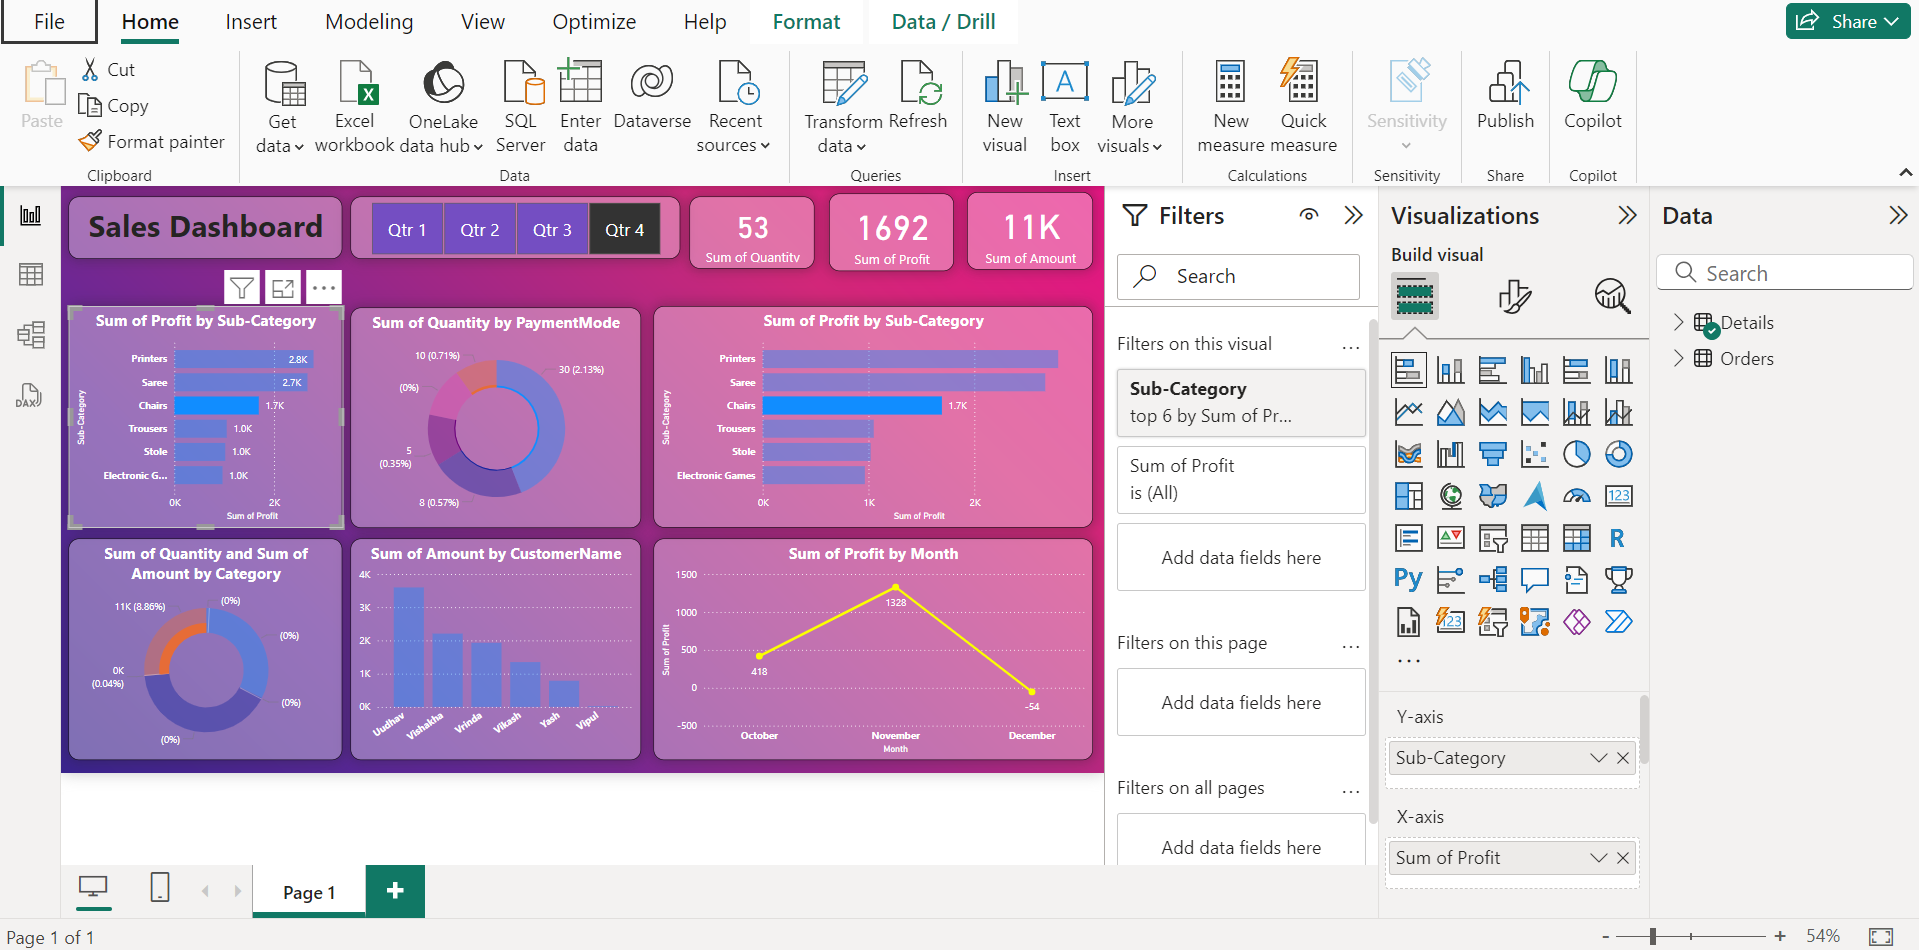 File
Home
Insert
Modeling
View
Optimize
Help
Format
Data / Drill
Share
Paste
Cut
Copy
Format painter
Clipboard
Get
data
Excel
workbook
OneLake
data hub
SQL
Server
Enter
data
Dataverse
Recent
sources
Data
Transform
data
Refresh
Queries
New
visual
A
Text
box
More
visuals
Insert
New
measure
Quick
measure
Calculations
Sensitivity
Sensitivity
Publish
Share
Copilot
Copilot
Sales Dashboard
Qtr 1
Qtr 2
Qtr 3
Qtr 4
53
Sum of Quantity
1692
Sum of Profit
11K
Sum of Amount
Sum of Profit by Sub-Category
Sub-Category
Printers
2.8K
Saree
2.7K
Chairs
1.7K
Trousers
1.0K
Stole
1.0K
Electronic G...
1.0K
0K
2K
Sum of Profit
Sum of Quantity by PaymentMode
10 (0.71%)
30 (2.13%)
(0%)
5
(0.35%)
8 (0.57%)
Sum of Profit by Sub-Category
Sub-Category
Printers
Saree
Chairs
1.7K
Trousers
Stole
Electronic Games
0K
1K
2K
Sum of Profit
Sum of Quantity and Sum of
Amount by Category
11K (8.86%)
(0%)
(0%)
0K
(0.04%)
(0%)
(0%)
Sum of Amount by CustomerName
4K
3K
2K
1K
0K
Uudhav
Vishakha
Vrinda
Vikash
Yash
Vipul
Sum of Profit by Month
Sum of Profit
1500
1000
500
0
-500
418
1328
-54
October
November
December
Month
Filters
Search
Filters on this visual
...
Sub-Category
top 6 by Sum of Pr...
Sum of Profit
is (All)
Add data fields here
Filters on this page
...
Add data fields here
Filters on all pages
...
Add data fields here
Visualizations
Build visual
123
R
Py
123
...
Y-axis
Sub-Category
X-axis
Sum of Profit
Data
Search
Details
Orders
DAX
Page 1
+
Page 1 of 1
-
+
54%